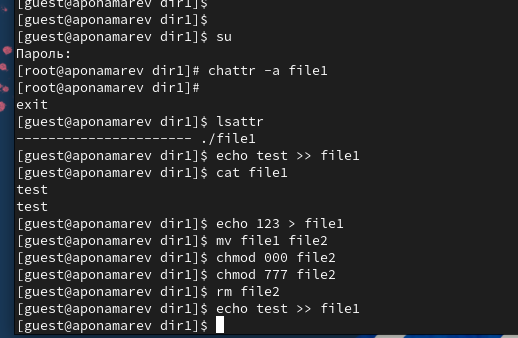 [guest@aponamarev dir1]$
[guest@aponamarev dir1]$
[guest@aponamarev dir1]$ su
Пароль:
[root@aponamarev dir1]# chattr -a file1
[root@aponamarev dir1]#
exit
[guest@aponamarev dir1]$ lsattr
---------------------- ./file1
[guest@aponamarev dir1]$ echo test >> file1
[guest@aponamarev dir1]$ cat file1
test
test
[guest@aponamarev dir1]$ echo 123 > file1
[guest@aponamarev dir1]$ mv file1 file2
[guest@aponamarev dir1]$ chmod 000 file2
[guest@aponamarev dir1]$ chmod 777 file2
[guest@aponamarev dir1]$ rm file2
[guest@aponamarev dir1]$ echo test >> file1
[guest@aponamarev dir1]$